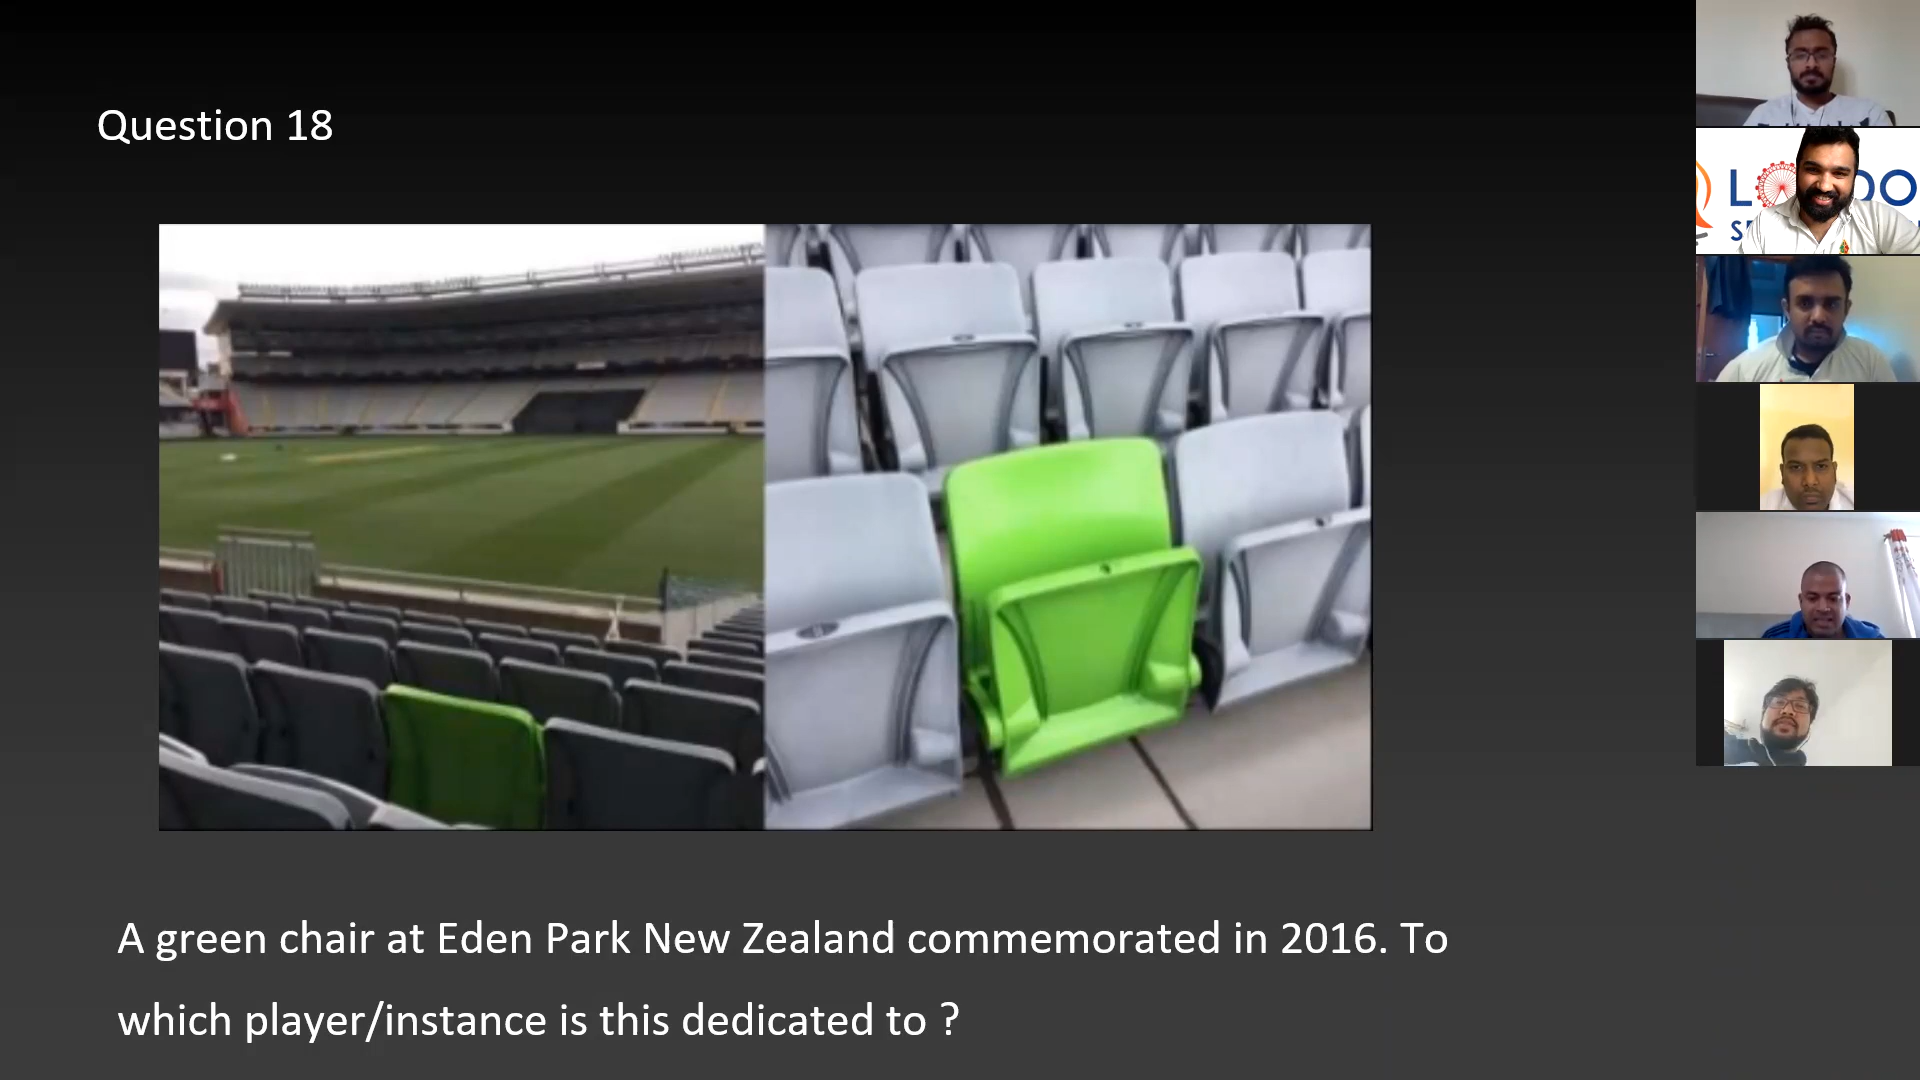 Question 18
A green chair at Eden Park New Zealand commemorated in 2016. To
which player/instance is this dedicated to ?